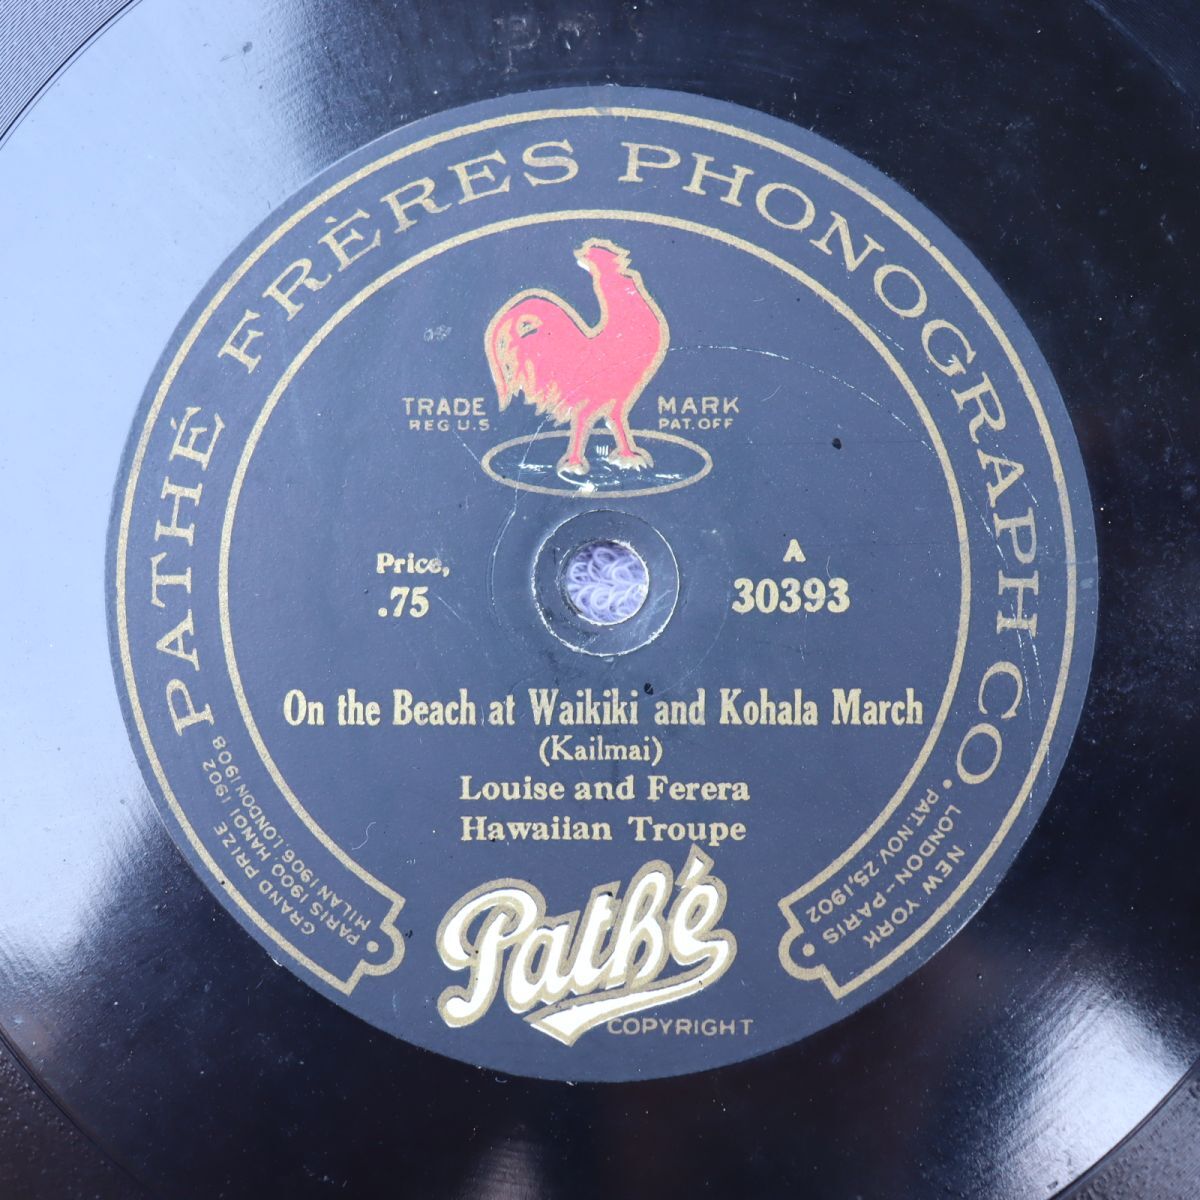 PATHÉ FRÈRES PHONOGRAPH CO.
TRADE MARK
REG U.S. PAT. OFF
Price, A
.75 30393
On the Beach at Waikiki and Kohala March
(Kailmai)
Louise and Ferera
Hawaiian Troupe
Pathé
COPYRIGHT
GRAND PRIZE
PARIS 1900, HANOI 1902
MILAN 1906, LONDON 1908
NEW YORK
LONDON-PARIS
PAT. NOV. 25, 1902